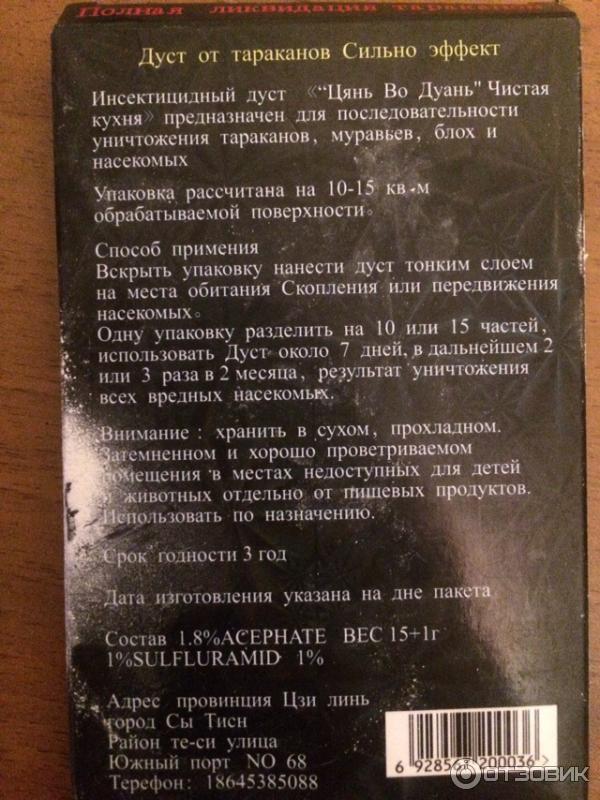 Полная ликвидация тараканов
Дуст от тараканов Сильно эффект
Инсектицидный дуст 《“Цянь Во Дуань" Чистая
кухня》 предназначен для последовательности
уничтожения тараканов, муравьев, блох и
насекомых
Упаковка рассчитана на 10-15 кв.м
обрабатываемой поверхности。
Способ примения
Вскрыть упаковку нанести дуст тонким слоем
на места обитания Скопления или передвижения
насекомых。
Одну упаковку разделить на 10 или 15 частей,
использовать Дуст около 7 дней, в дальнейшем 2
или 3 раза в 2 месяца, результат уничтожения
всех вредных насекомых.
Внимание : хранить в сухом, прохладном.
Затемненном и хорошо проветриваемом
помещения в местах недоступных для детей
и животных отдельно от пищевых продуктов.
Использовать по назначению.
Срок годности 3 год
Дата изготовления указана на дне пакета
Состав 1.8%ACEPHATE ВЕС 15+1г
1%SULFLURAMID 1%
Адрес провинция Цзи линь
город Сы Тисн
Район те-си улица
Южный порт NO 68
Терефон: 18645385088
6 928563 200036 >
ОТЗОВИК